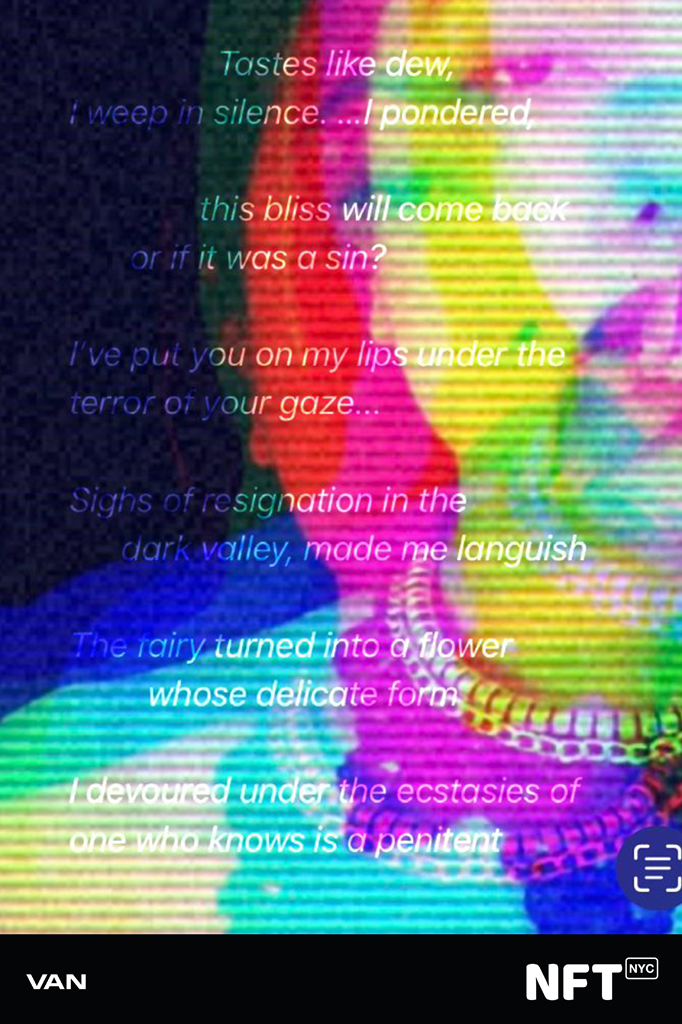 Tastes like dew,
I weep in silence. ...I pondered,
this bliss will come back
or if it was a sin?
I've put you on my lips under the
terror of your gaze...
Sighs of resignation in the
dark valley, made me languish
The fairy turned into a flower
whose delicate form
I devoured under the ecstasies of
one who knows is a penitent
VAN
NFT NYC